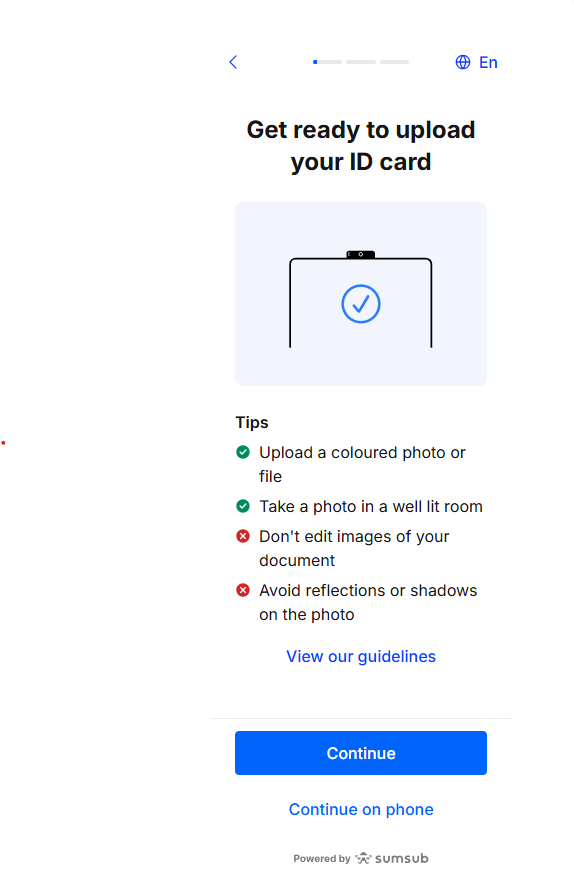 En
Get ready to upload
your ID card
Tips
Upload a coloured photo or
file
Take a photo in a well lit room
Don't edit images of your
document
Avoid reflections or shadows
on the photo
View our guidelines
Continue
Continue on phone
Powered by sumsub